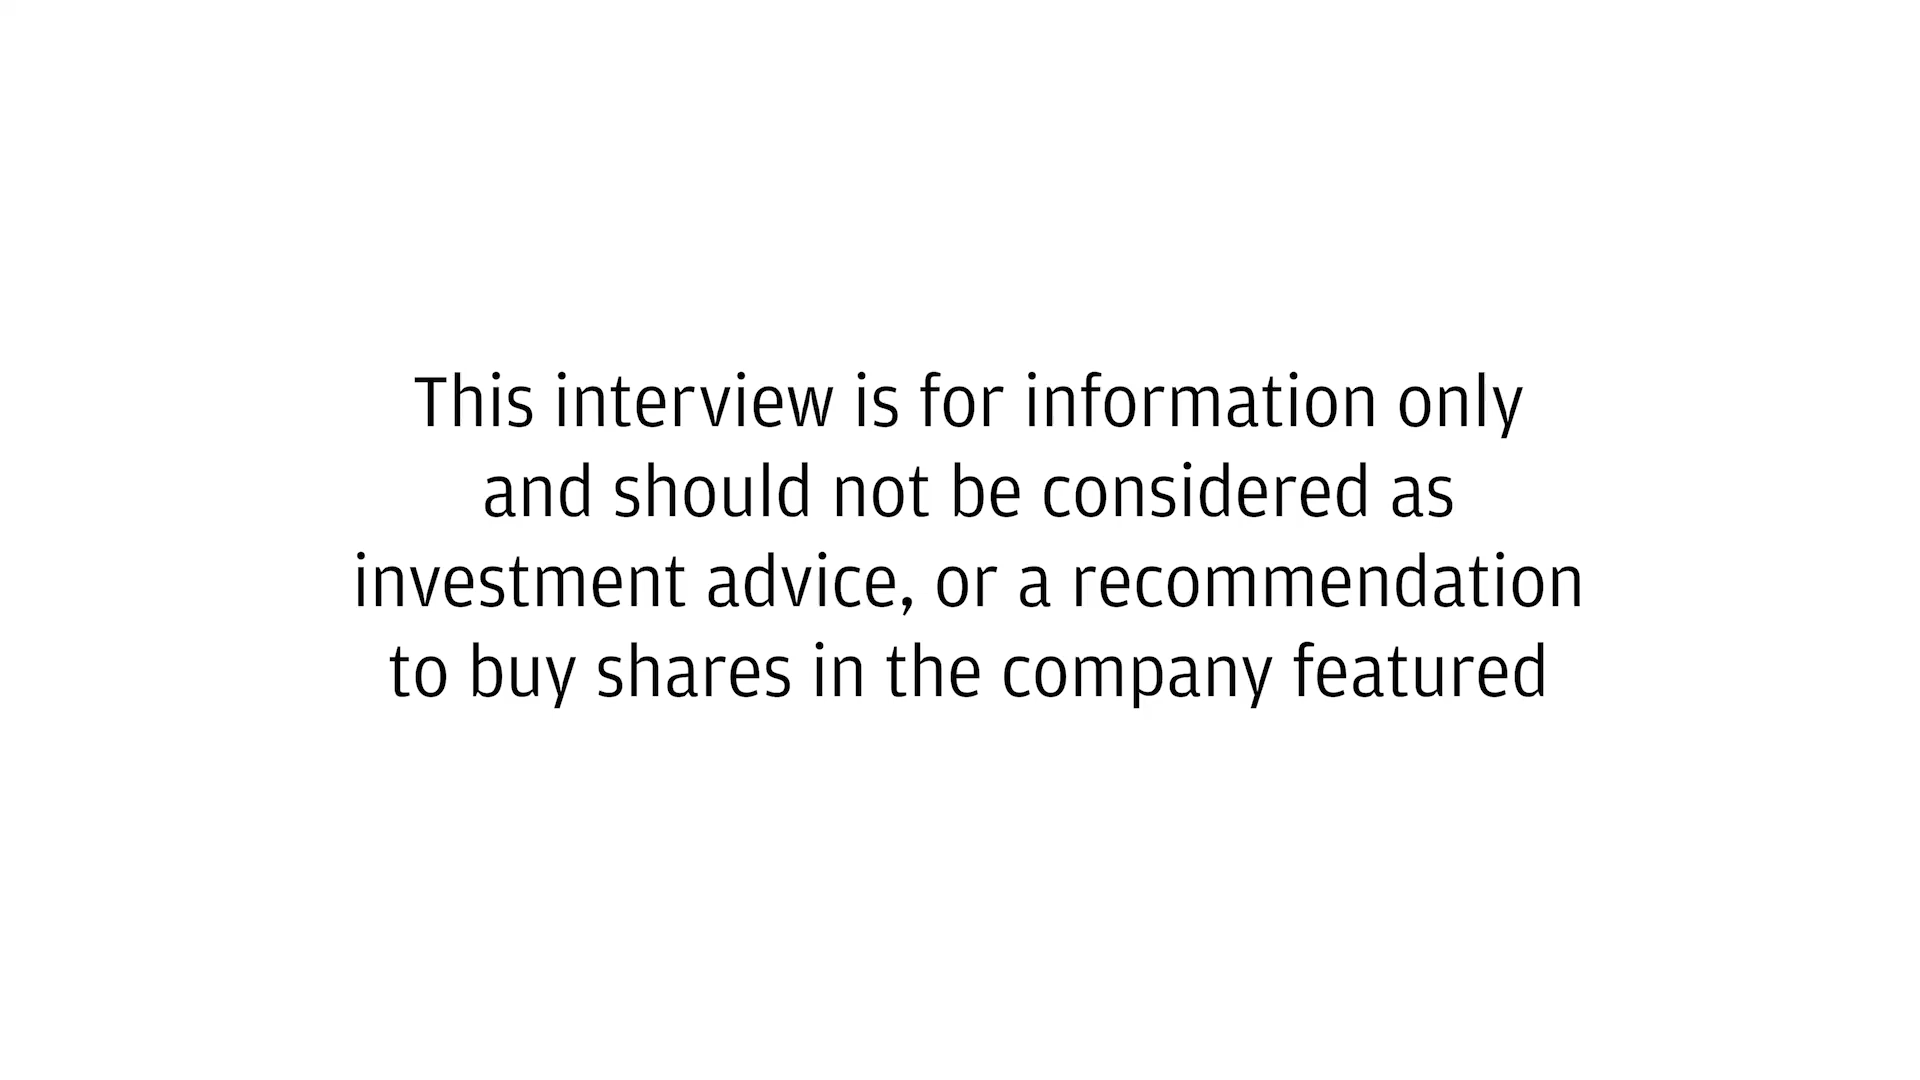 This interview is for information only
and should not be considered as
investment advice, or a recommendation
to buy shares in the company featured